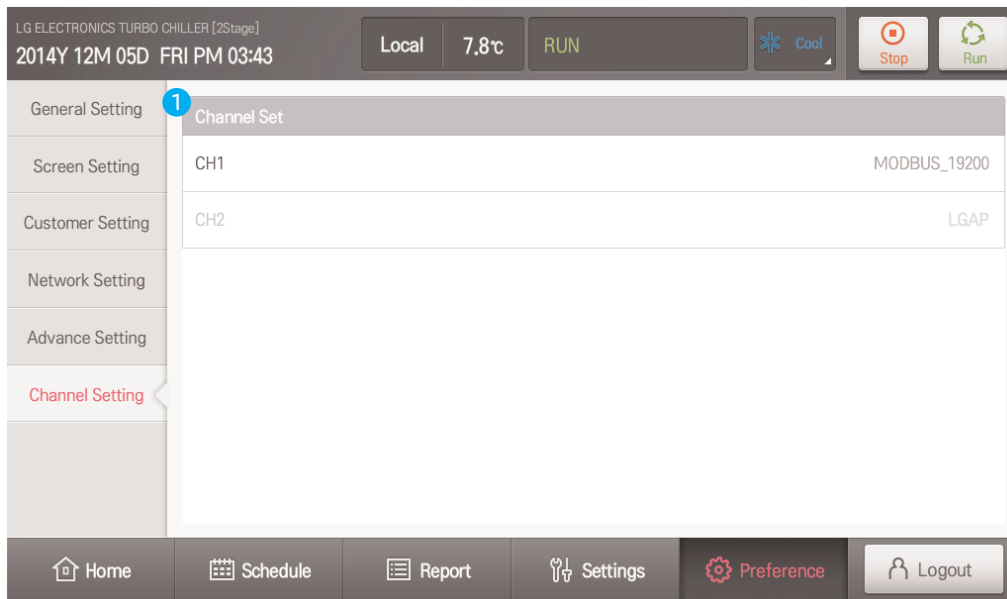 LG ELECTRONICS TURBO CHILLER [2Stage]
2014Y 12M 05D FRI PM 03:43
Local 7.8℃ RUN Cool Stop Run
General Setting
Screen Setting
Customer Setting
Network Setting
Advance Setting
Channel Setting
1 Channel Set
CH1 MODBUS_19200
CH2 LGAP
Home Schedule Report Settings Preference Logout